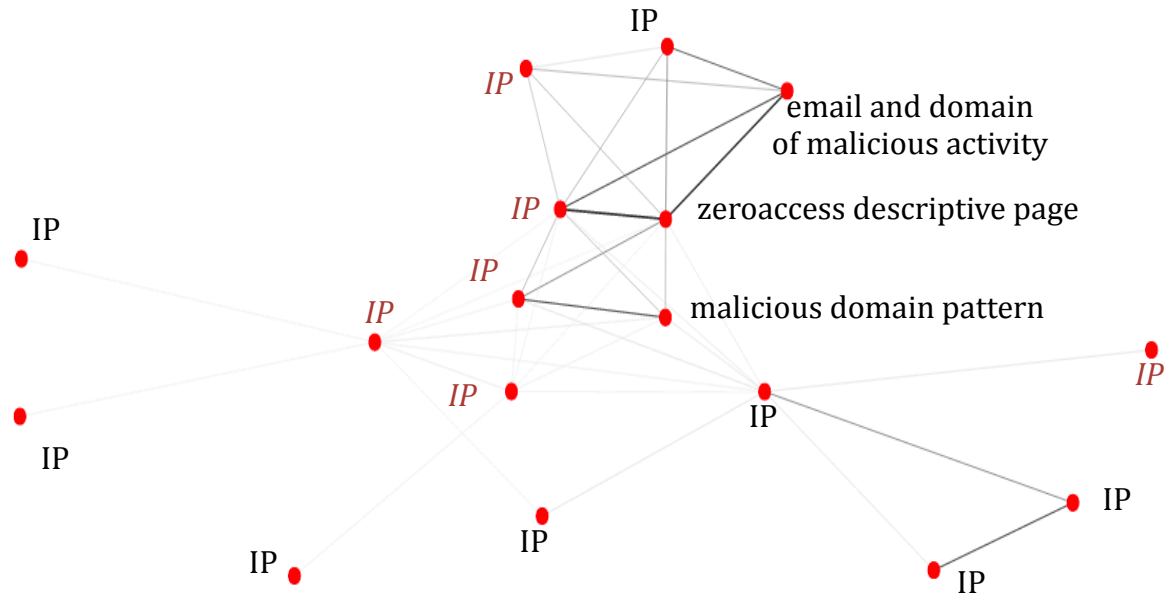 IP
IP
email and domain
of malicious activity
IP
zeroaccess descriptive page
IP
IP
malicious domain pattern
IP
IP
IP
IP
IP
IP
IP
IP
IP